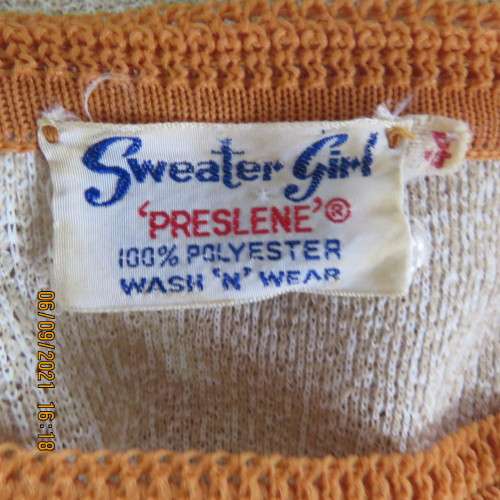 Sweater Girl
'PRESLENE'®
100% POLYESTER
WASH 'N' WEAR
06/09/2021 16:18